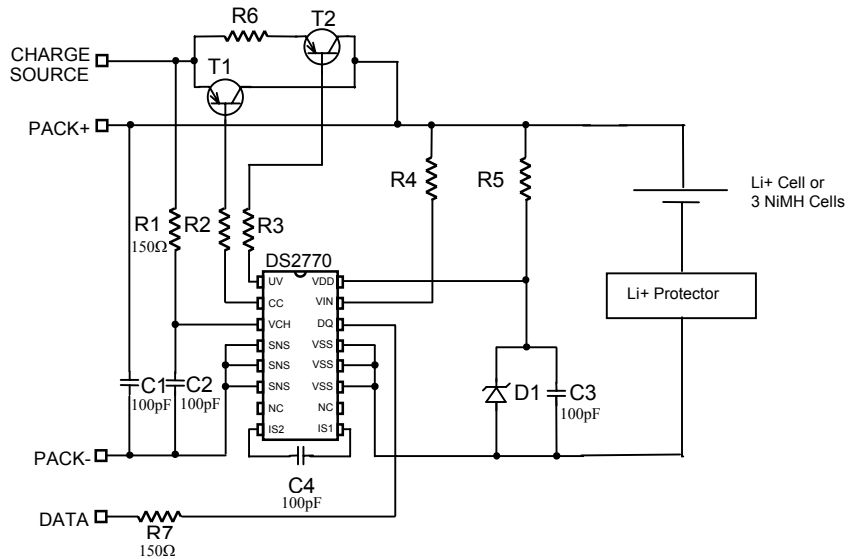 R6
T2
CHARGE
SOURCE
T1
PACK+
R4
R5
Li+ Cell or
3 NiMH Cells
R1
150Ω
R2
R3
DS2770
UV
VDD
CC
VIN
VCH
DQ
SNS
VSS
SNS
VSS
SNS
VSS
NC
NC
IS2
IS1
Li+ Protector
C1
100pF
C2
100pF
D1
C3
100pF
PACK-
C4
100pF
DATA
R7
150Ω